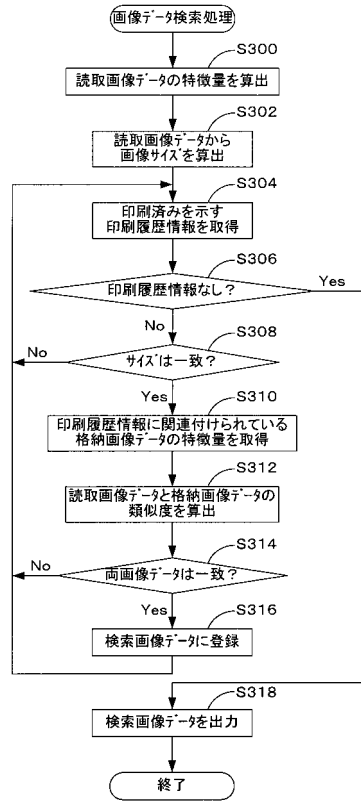 画像データ検索処理
S300
読取画像データの特徴量を算出
S302
読取画像データから
画像サイズを算出
S304
印刷済みを示す
印刷履歴情報を取得
S306
印刷履歴情報なし？
Yes
No
S308
サイズは一致？
No
Yes
S310
印刷履歴情報に関連付けられている
格納画像データの特徴量を取得
S312
読取画像データと格納画像データの
類似度を算出
S314
両画像データは一致？
No
Yes
S316
検索画像データに登録
S318
検索画像データを出力
終了